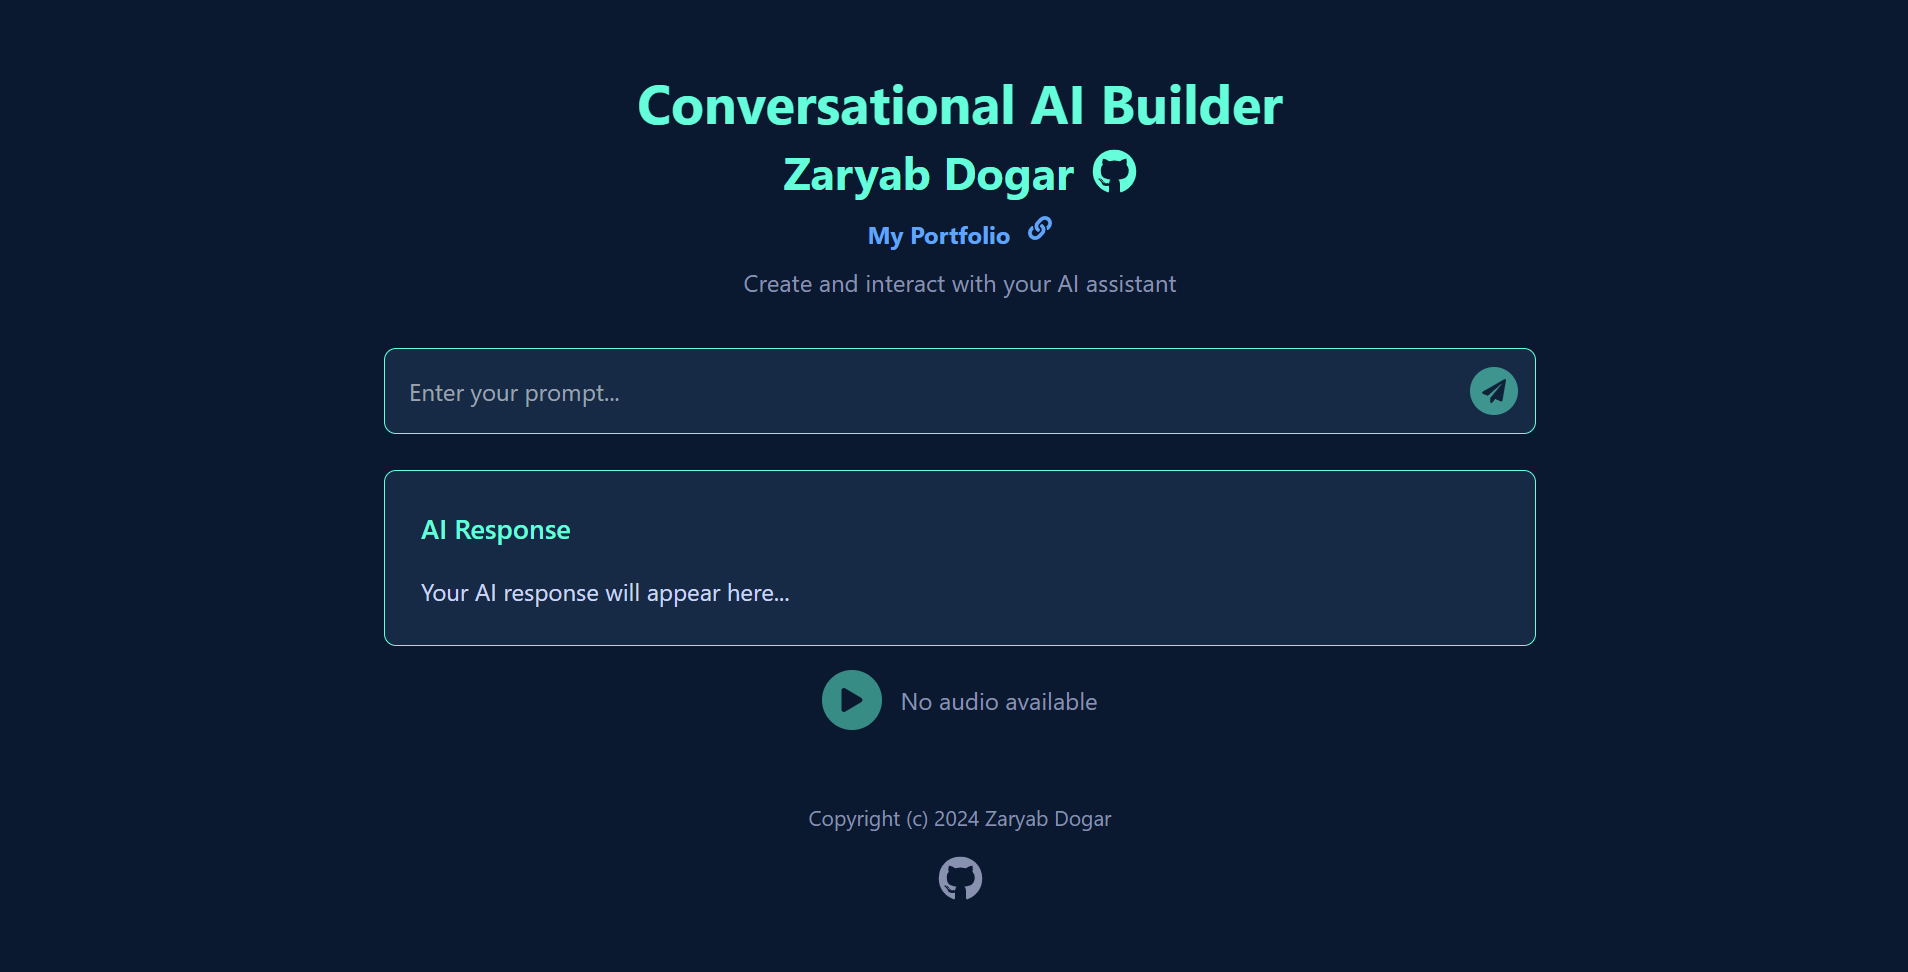 Conversational AI Builder
Zaryab Dogar
My Portfolio
Create and interact with your AI assistant
Enter your prompt...
AI Response
Your AI response will appear here...
No audio available
Copyright (c) 2024 Zaryab Dogar